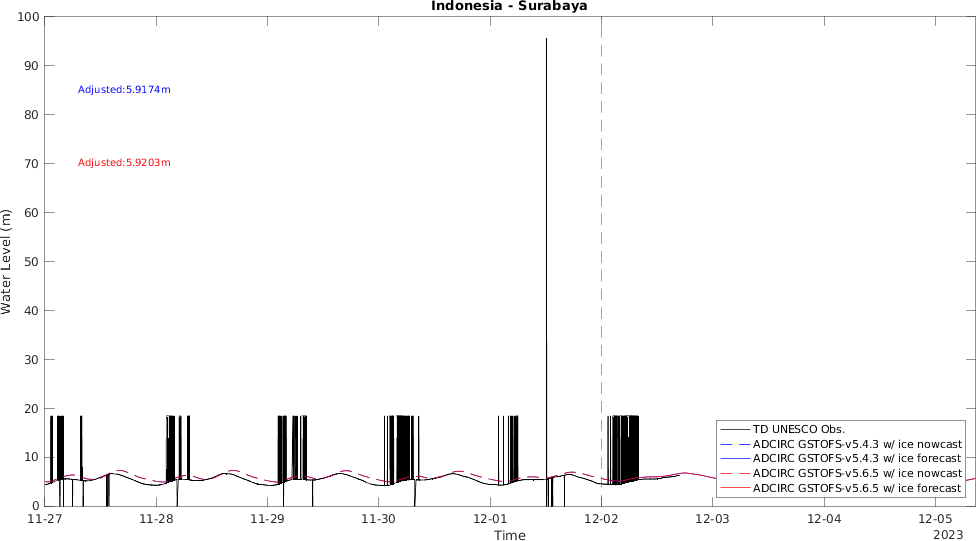 Indonesia - Surabaya
100
90
80
70
60
50
40
30
20
10
0
Water Level (m)
Adjusted:5.9174m
Adjusted:5.9203m
TD UNESCO Obs.
ADCIRC GSTOFS-v5.4.3 w/ ice nowcast
ADCIRC GSTOFS-v5.4.3 w/ ice forecast
ADCIRC GSTOFS-v5.6.5 w/ ice nowcast
ADCIRC GSTOFS-v5.6.5 w/ ice forecast
11-27 11-28 11-29 11-30 12-01 12-02 12-03 12-04 12-05
Time
2023